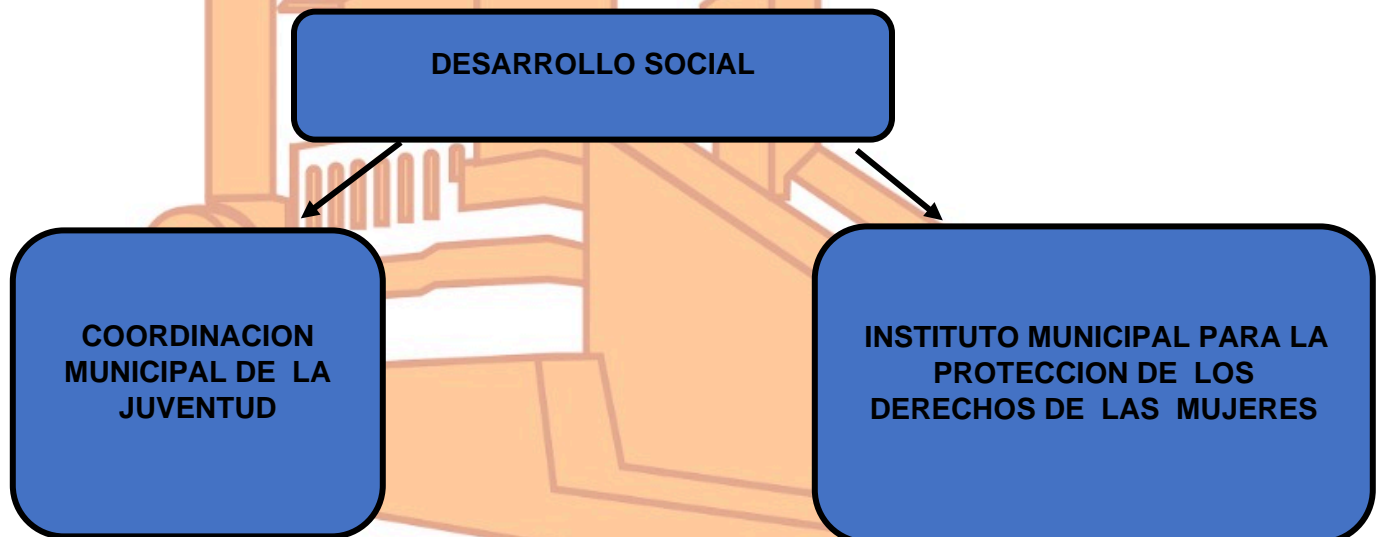 DESARROLLO SOCIAL
COORDINACION
MUNICIPAL DE  LA
JUVENTUD
INSTITUTO MUNICIPAL PARA LA
PROTECCION DE  LOS
DERECHOS DE  LAS  MUJERES